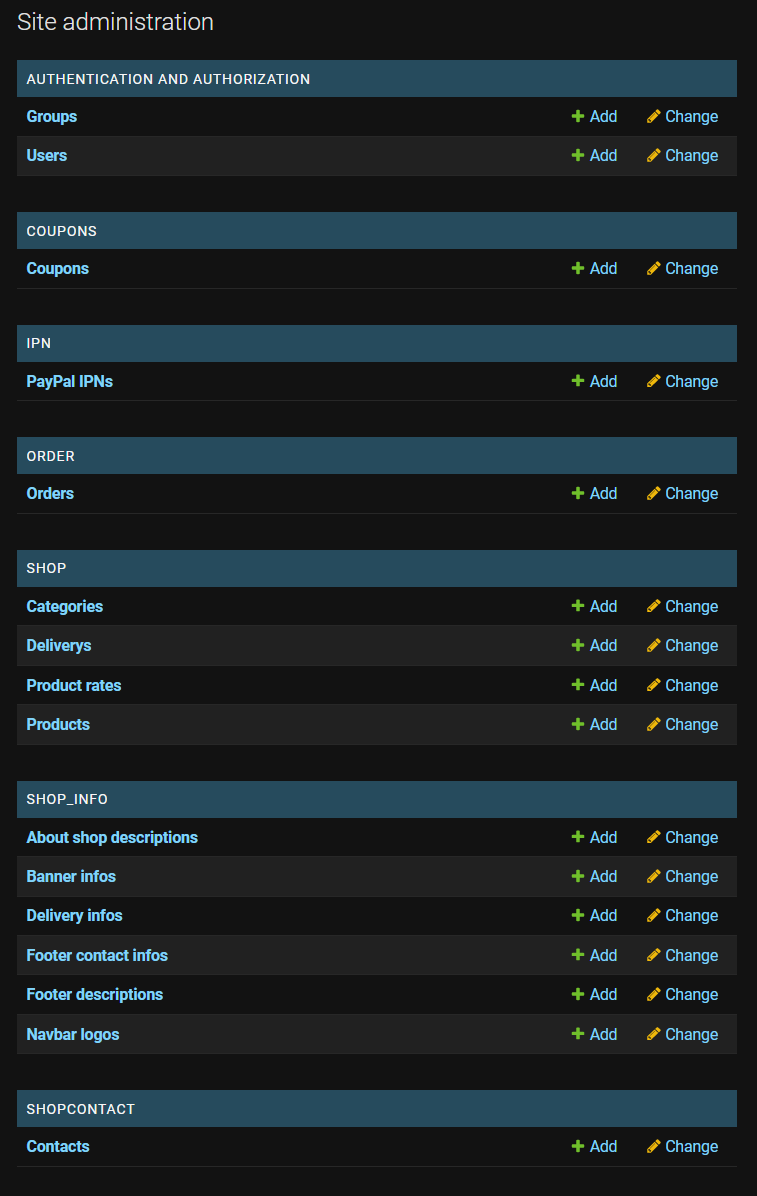 Site administration
AUTHENTICATION AND AUTHORIZATION
Groups Add Change
Users Add Change
COUPONS
Coupons Add Change
IPN
PayPal IPNs Add Change
ORDER
Orders Add Change
SHOP
Categories Add Change
Deliverys Add Change
Product rates Add Change
Products Add Change
SHOP_INFO
About shop descriptions Add Change
Banner infos Add Change
Delivery infos Add Change
Footer contact infos Add Change
Footer descriptions Add Change
Navbar logos Add Change
SHOPCONTACT
Contacts Add Change